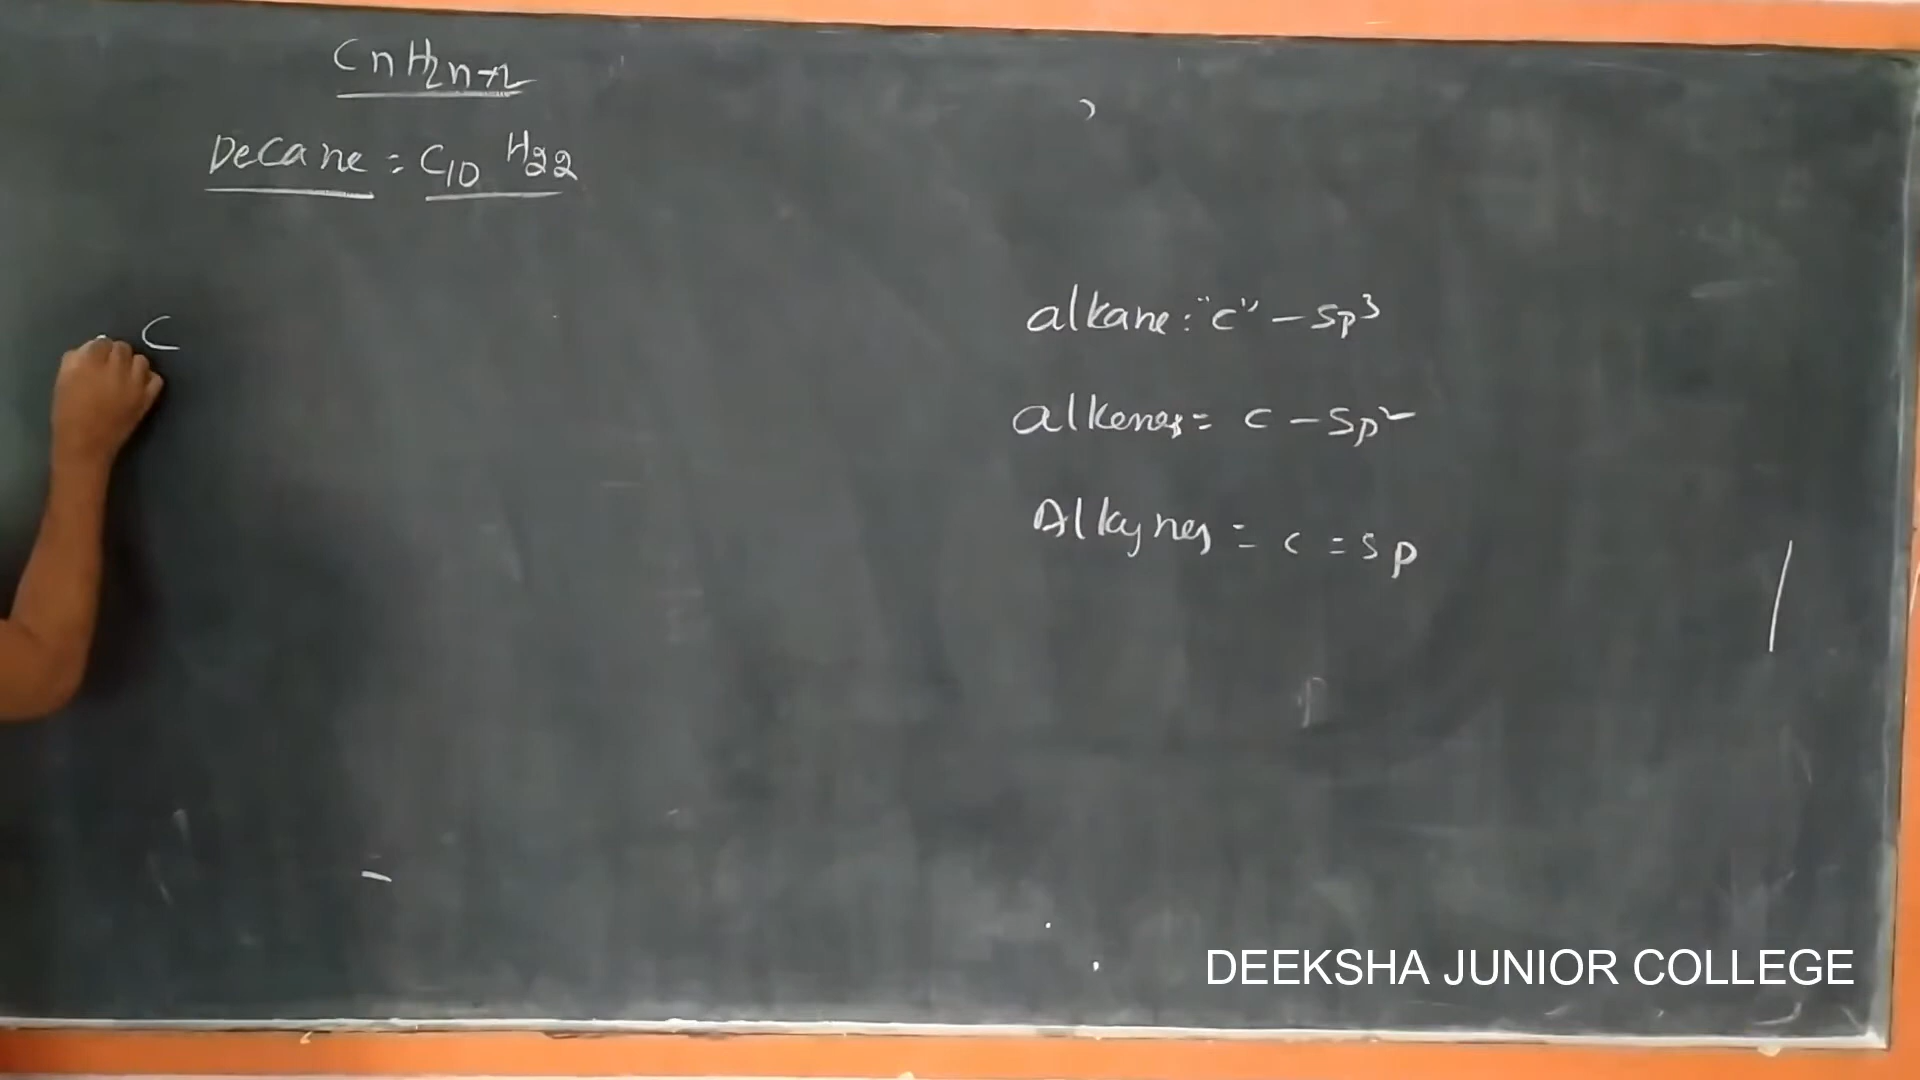 CnH2n+2
Decane = C10 H22
C
alkane : "C" - Sp3
alkenes = C - Sp2
Alkynes = C = Sp
DEEKSHA JUNIOR COLLEGE